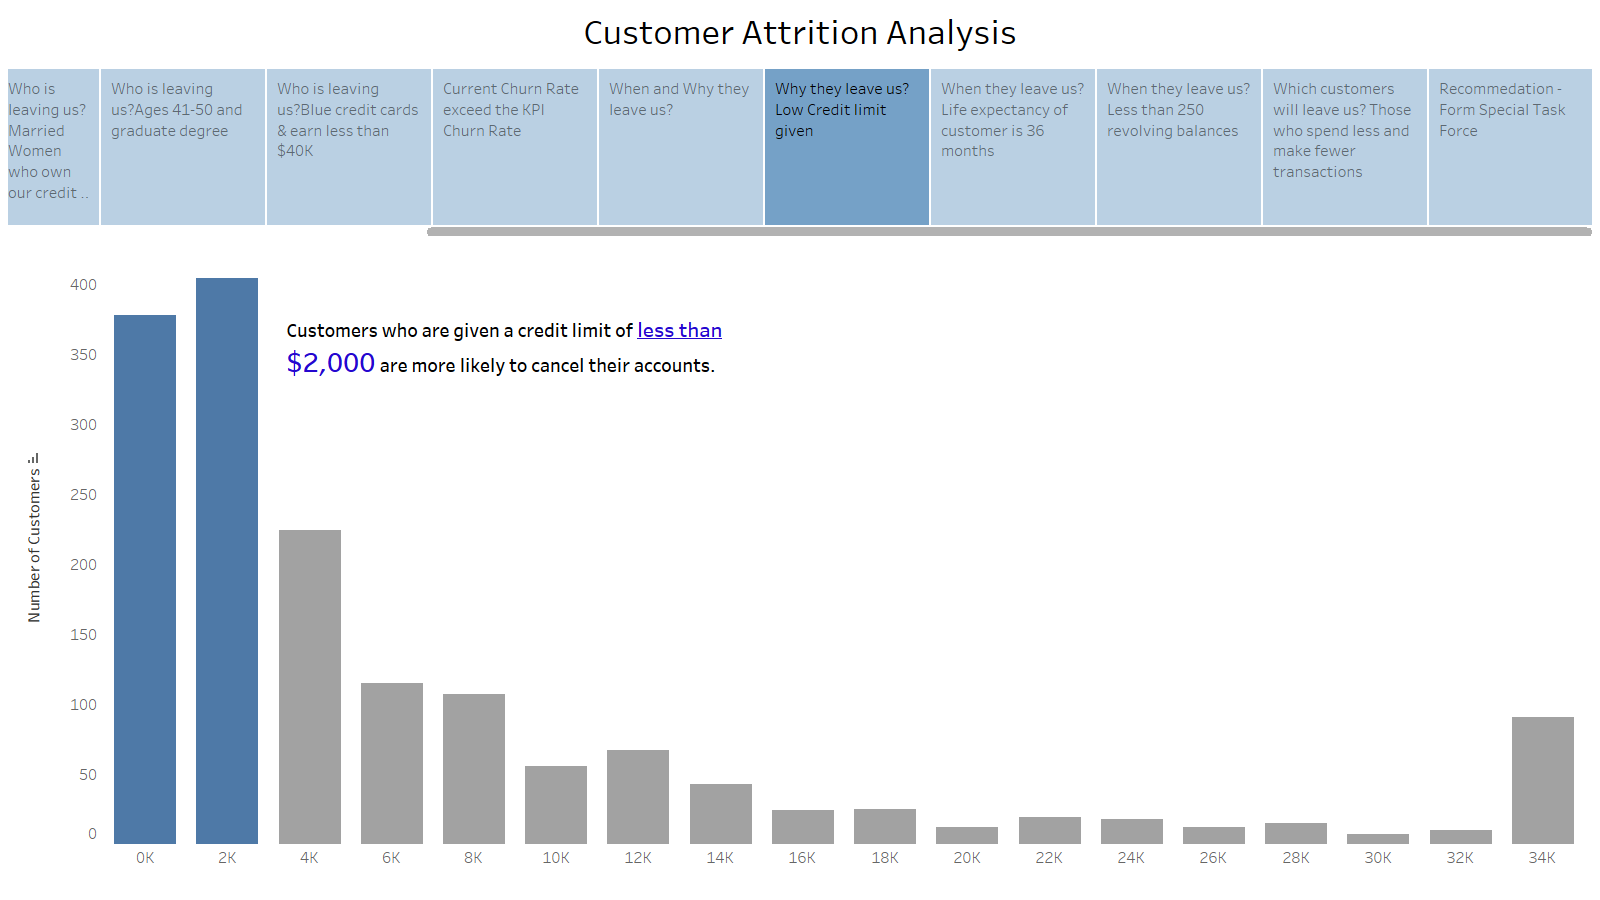 Customer Attrition Analysis
Who is
leaving us?
Married
Women
who own
our credit ..
Who is leaving
us?Ages 41-50 and
graduate degree
Who is leaving
us?Blue credit cards
& earn less than
$40K
Current Churn Rate
exceed the KPI
Churn Rate
When and Why they
leave us?
Why they leave us?
Low Credit limit
given
When they leave us?
Life expectancy of
customer is 36
months
When they leave us?
Less than 250
revolving balances
Which customers
will leave us? Those
who spend less and
make fewer
transactions
Recommedation -
Form Special Task
Force
Customers who are given a credit limit of less than
$2,000 are more likely to cancel their accounts.
Number of Customers
400
350
300
250
200
150
100
50
0
0K 2K 4K 6K 8K 10K 12K 14K 16K 18K 20K 22K 24K 26K 28K 30K 32K 34K